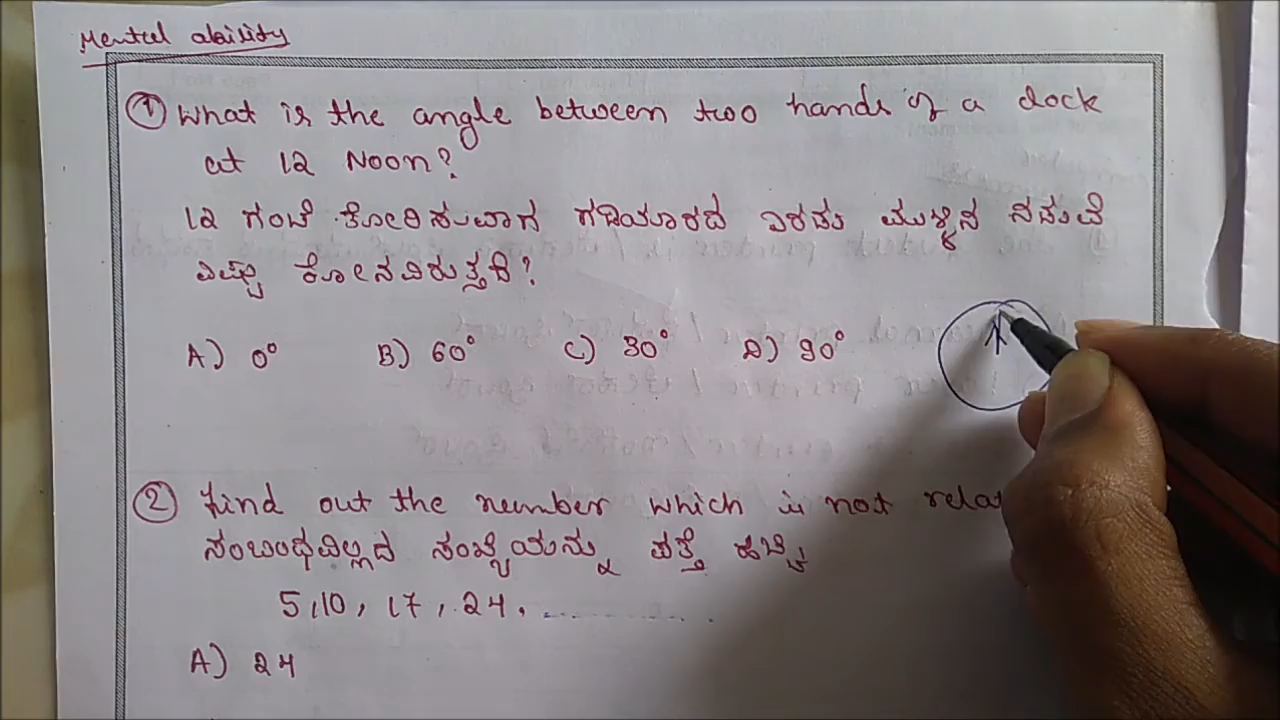 Mental ability
① What is the angle between two hands of a clock
at 12 Noon?
12 ಗಂಟೆ ತೋರಿಸುವಾಗ ಗಡಿಯಾರದ ಎರಡು ಮುಳ್ಳಿನ ನಡುವೆ
ಎಷ್ಟು ಕೋನವಿರುತ್ತದೆ?
A) 0° B) 60° C) 30° D) 90°
② find out the number which is not
ಸಂಬಂಧವಿಲ್ಲದ ಸಂಖ್ಯೆಯನ್ನು ಪತ್ತೆ ಹಚ್ಚಿ
5, 10, 17, 24, ............
A) 24